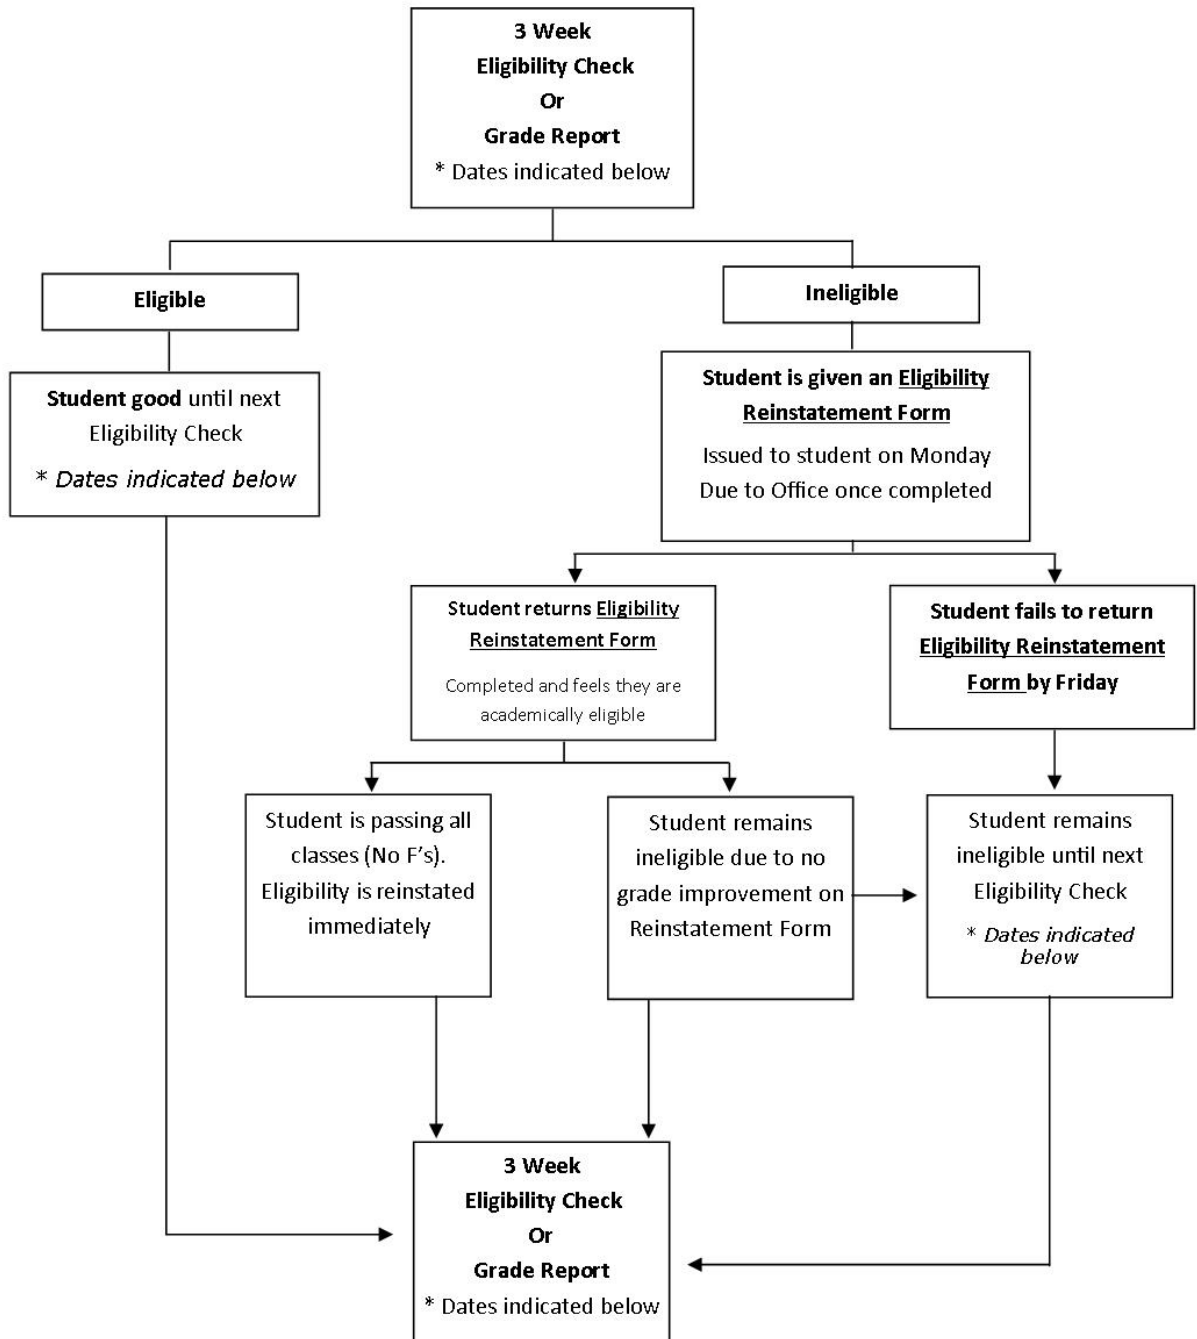 3 Week
Eligibility Check
Or
Grade Report
* Dates indicated below
Eligible
Ineligible
Student good until next
Eligibility Check
* Dates indicated below
Student is given an Eligibility
Reinstatement Form
Issued to student on Monday
Due to Office once completed
Student returns Eligibility
Reinstatement Form
Completed and feels they are
academically eligible
Student fails to return
Eligibility Reinstatement
Form by Friday
Student is passing all
classes (No F's).
Eligibility is reinstated
immediately
Student remains
ineligible due to no
grade improvement on
Reinstatement Form
Student remains
ineligible until next
Eligibility Check
* Dates indicated
below
3 Week
Eligibility Check
Or
Grade Report
* Dates indicated below